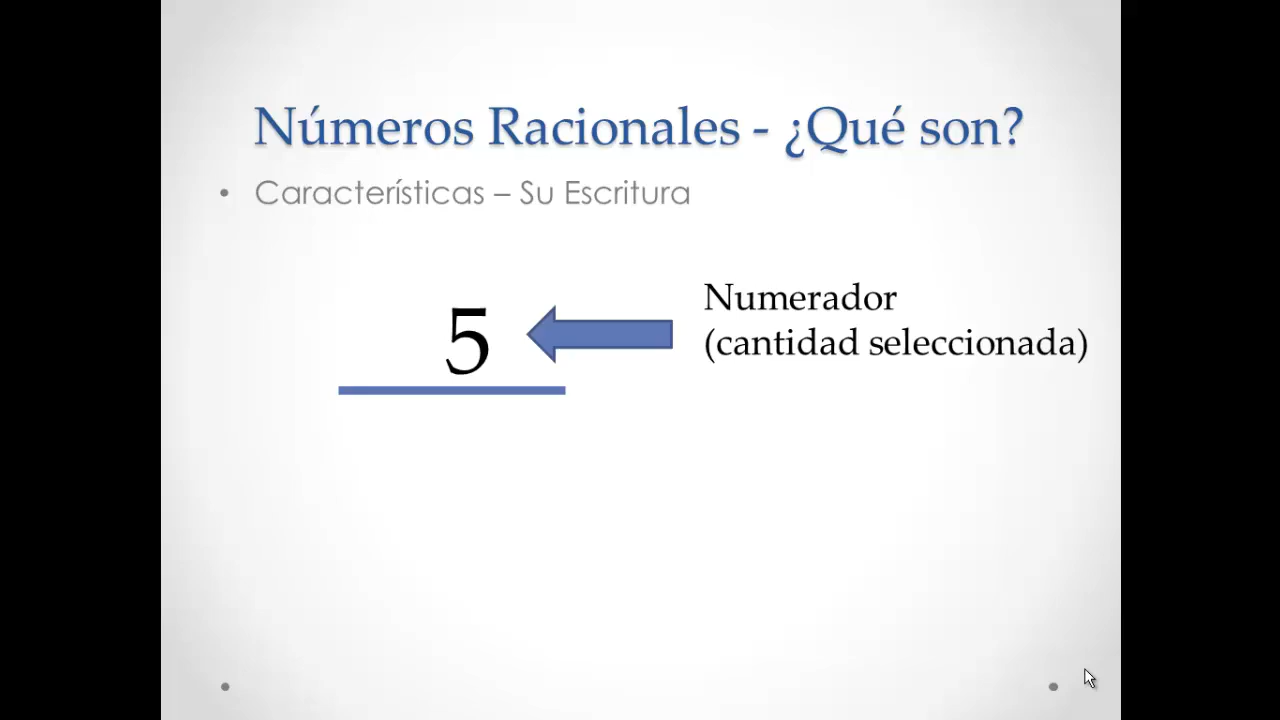 Números Racionales - ¿Qué son?
• Características – Su Escritura
5
Numerador
(cantidad seleccionada)